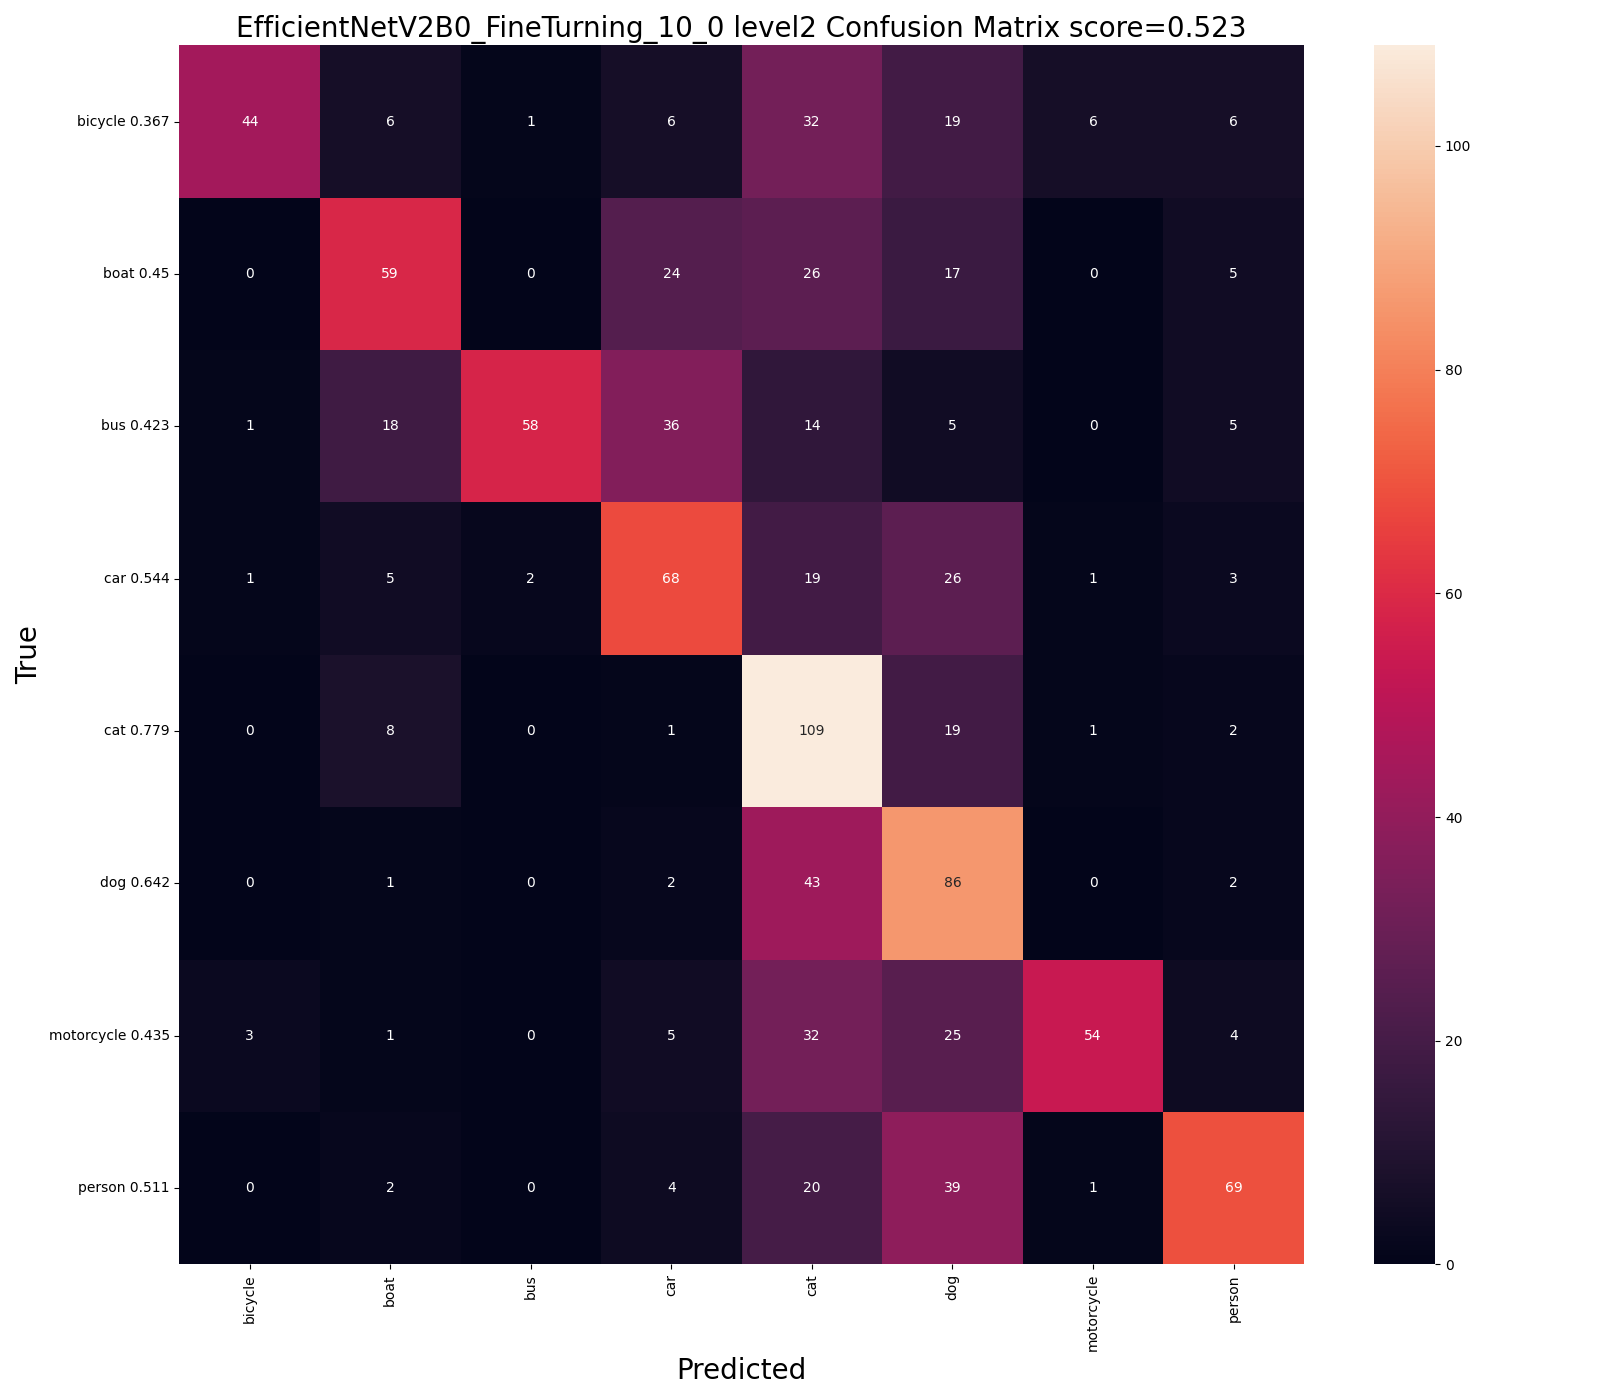 EfficientNetV2B0_FineTurning_10_0 level2 Confusion Matrix score=0.523
bicycle 0.367 44 6 1 6 32 19 6 6
boat 0.45 0 59 0 24 26 17 0 5
bus 0.423 1 18 58 36 14 5 0 5
car 0.544 1 5 2 68 19 26 1 3
cat 0.779 0 8 0 1 109 19 1 2
dog 0.642 0 1 0 2 43 86 0 2
motorcycle 0.435 3 1 0 5 32 25 54 4
person 0.511 0 2 0 4 20 39 1 69
True
bicycle boat bus car cat dog motorcycle person
Predicted
100
80
60
40
20
0